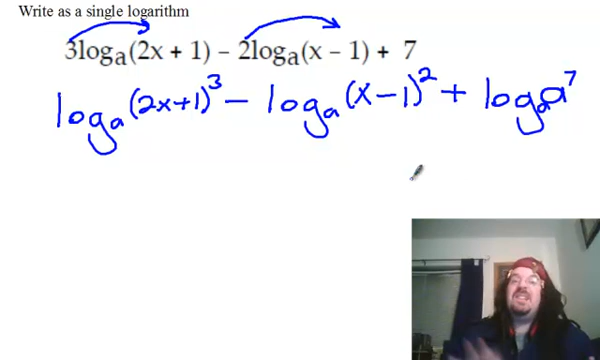 Write as a single logarithm
3logₐ(2x + 1) − 2logₐ(x − 1) + 7
logₐ(2x+1)³ − logₐ(x−1)² + logₐa⁷